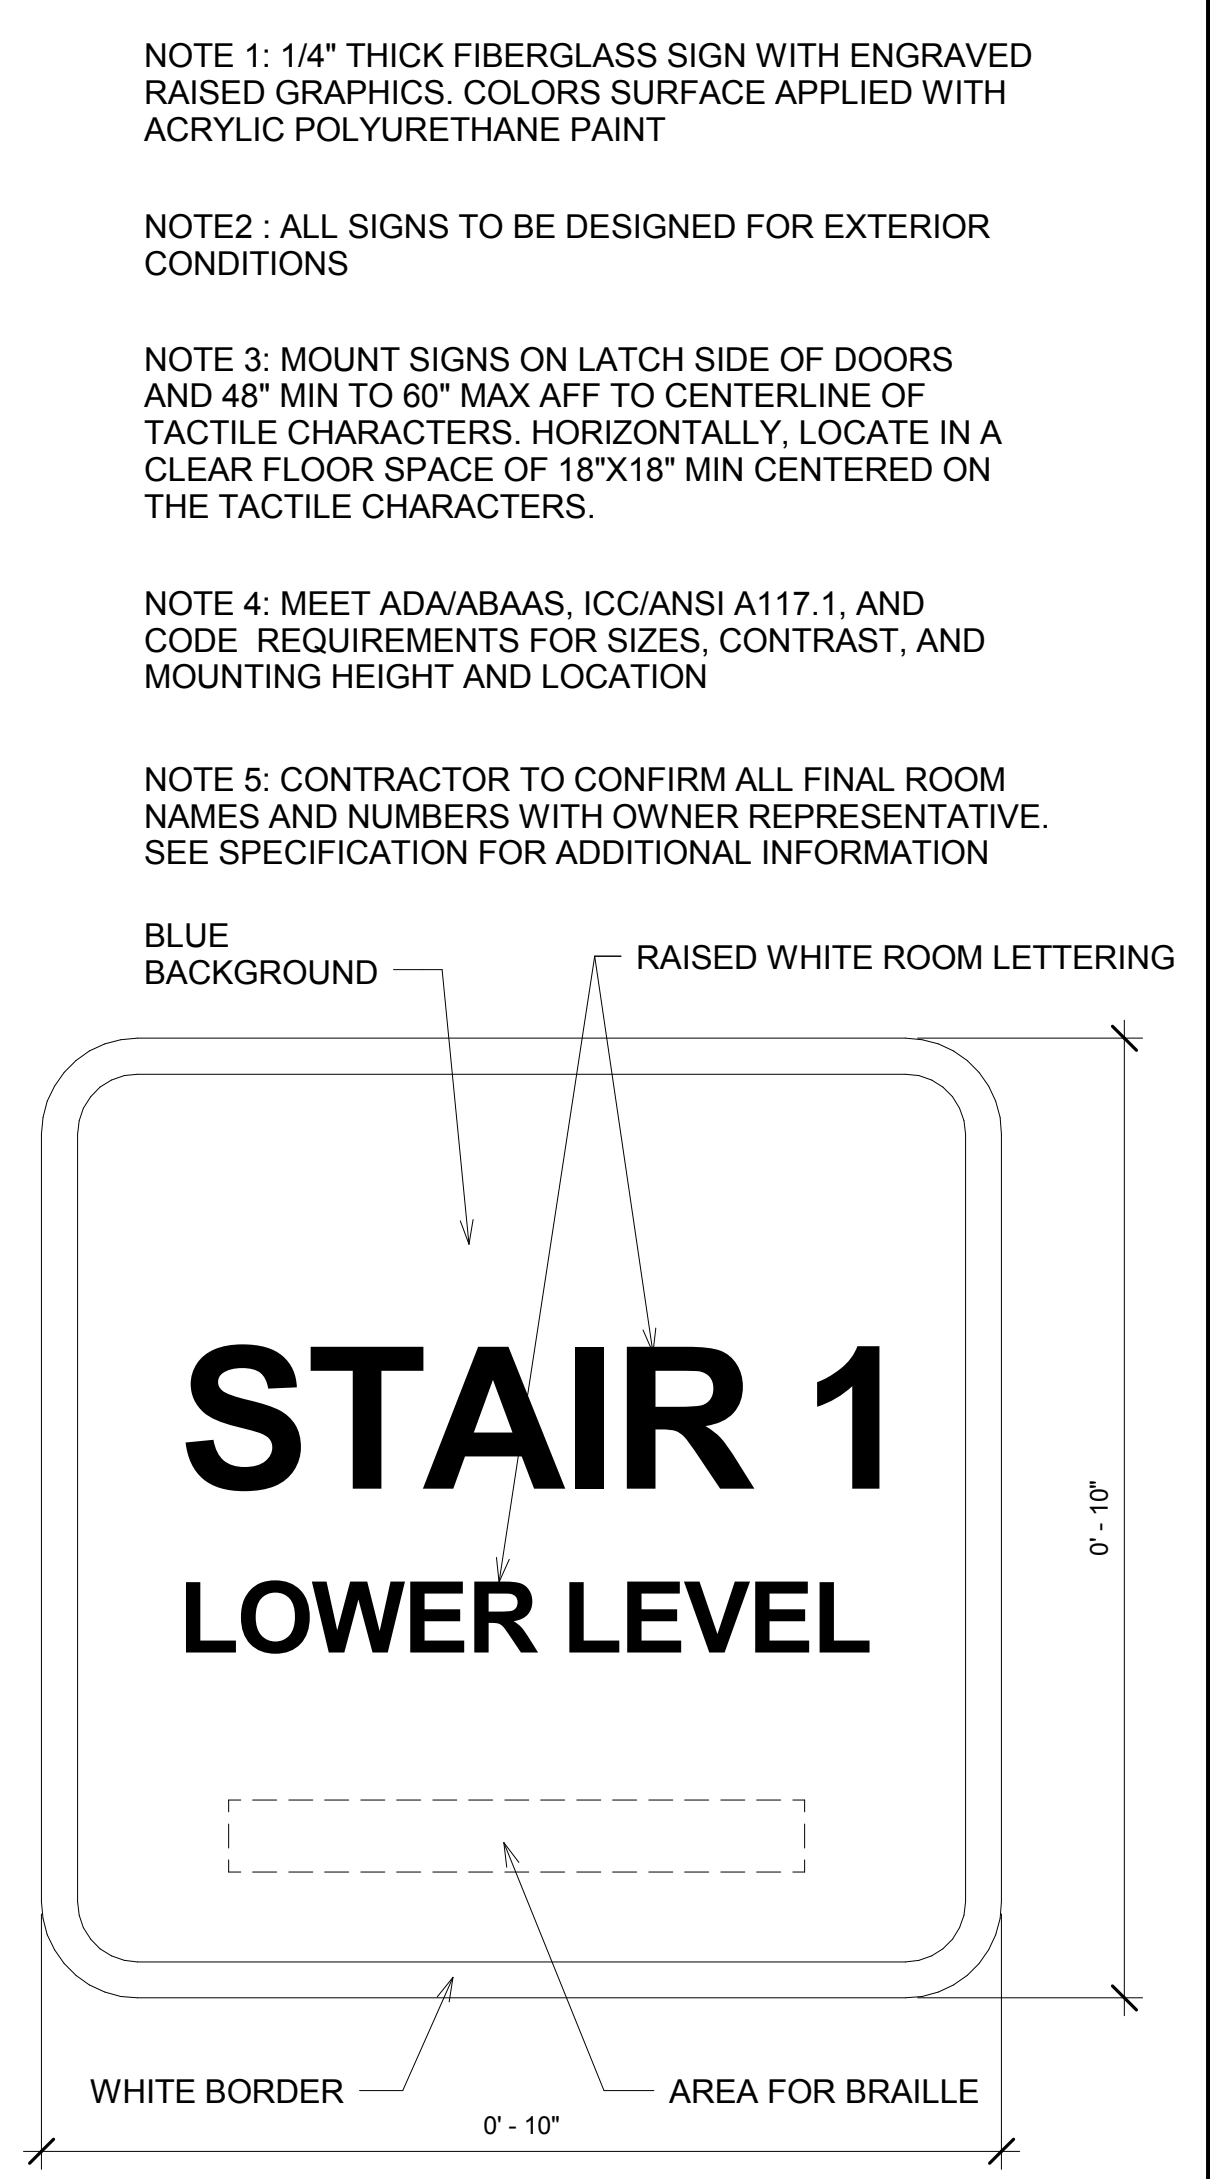 NOTE 1: 1/4" THICK FIBERGLASS SIGN WITH ENGRAVED
RAISED GRAPHICS. COLORS SURFACE APPLIED WITH
ACRYLIC POLYURETHANE PAINT
NOTE2 : ALL SIGNS TO BE DESIGNED FOR EXTERIOR
CONDITIONS
NOTE 3: MOUNT SIGNS ON LATCH SIDE OF DOORS
AND 48" MIN TO 60" MAX AFF TO CENTERLINE OF
TACTILE CHARACTERS. HORIZONTALLY, LOCATE IN A
CLEAR FLOOR SPACE OF 18"X18" MIN CENTERED ON
THE TACTILE CHARACTERS.
NOTE 4: MEET ADA/ABAAS, ICC/ANSI A117.1, AND
CODE  REQUIREMENTS FOR SIZES, CONTRAST, AND
MOUNTING HEIGHT AND LOCATION
NOTE 5: CONTRACTOR TO CONFIRM ALL FINAL ROOM
NAMES AND NUMBERS WITH OWNER REPRESENTATIVE.
SEE SPECIFICATION FOR ADDITIONAL INFORMATION
BLUE
BACKGROUND
RAISED WHITE ROOM LETTERING
STAIR 1
0' - 10"
LOWER LEVEL
WHITE BORDER
AREA FOR BRAILLE
0' - 10"